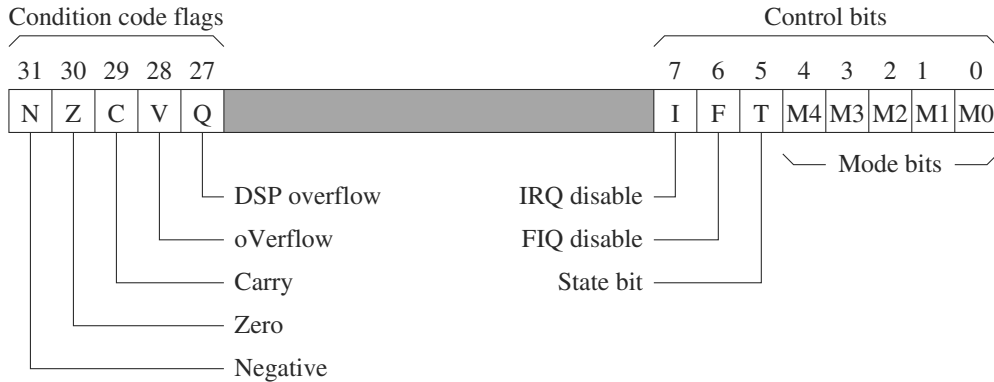 Condition code flags Control bits
31 30 29 28 27 7 6 5 4 3 2 1 0
N Z C V Q I F T M4 M3 M2 M1 M0
Mode bits
DSP overflow IRQ disable
oVerflow FIQ disable
Carry State bit
Zero
Negative